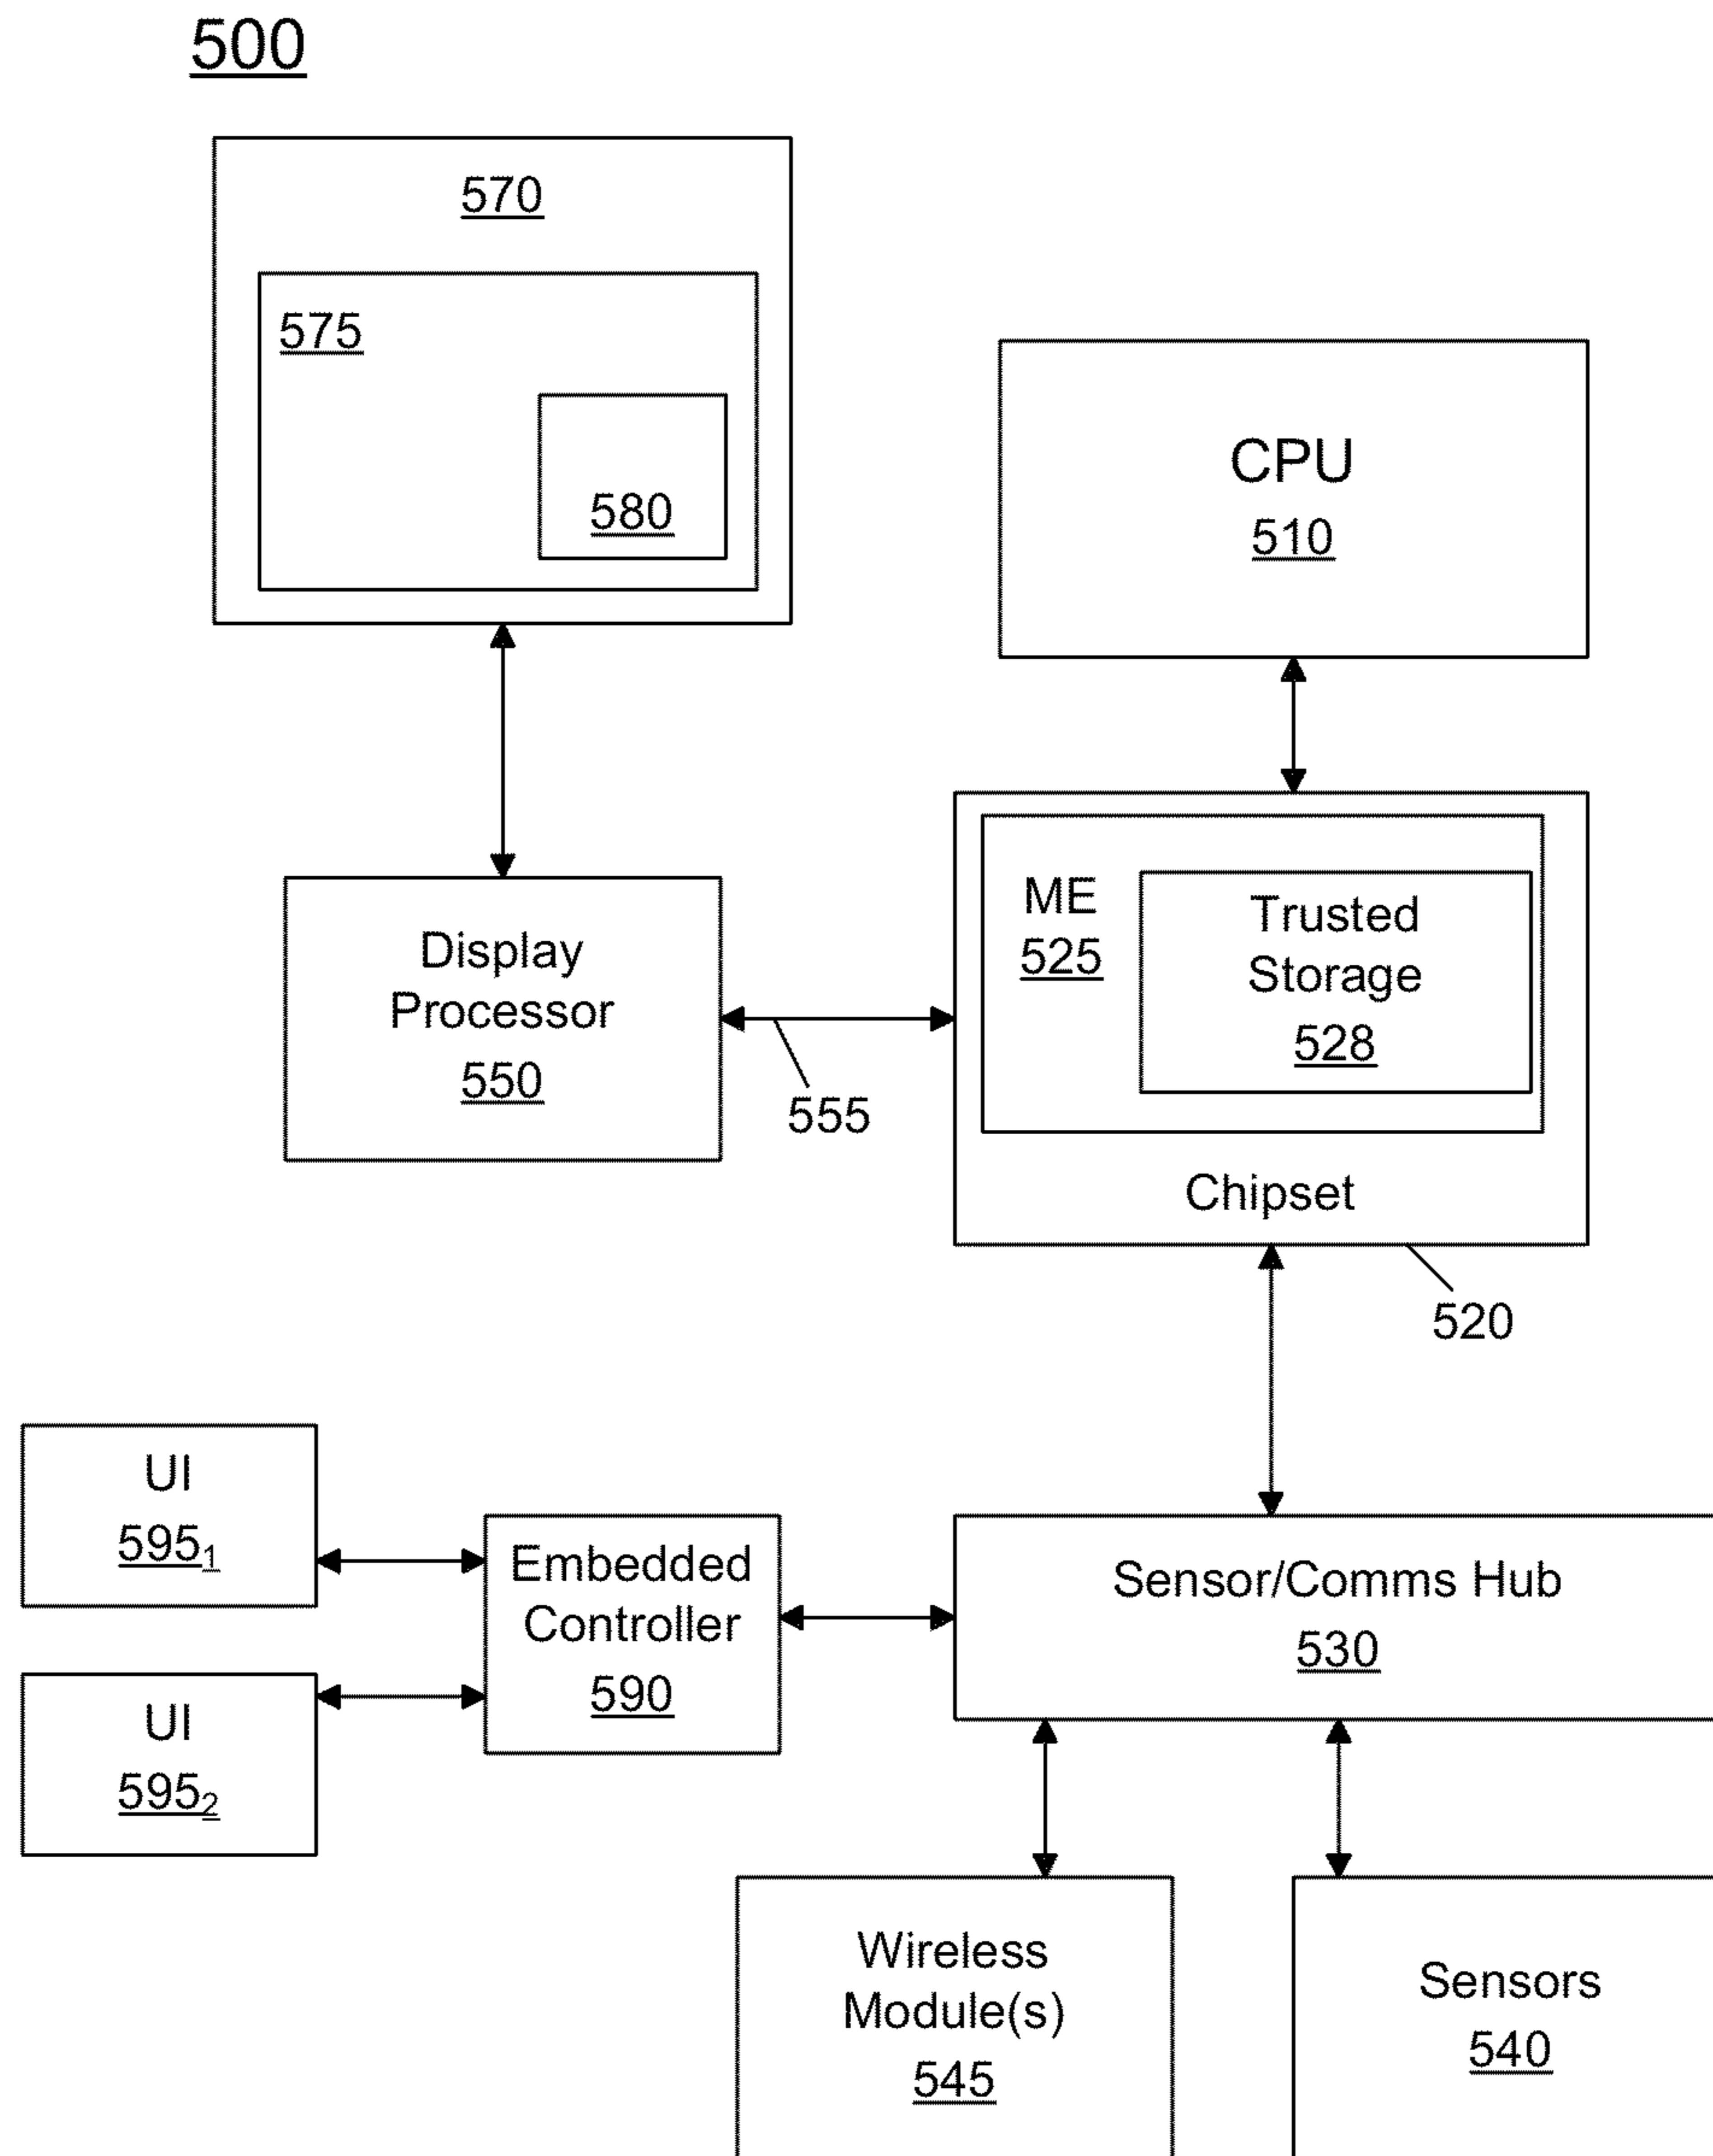 500
570
575
580
CPU
510
ME
525
Trusted
Storage
528
Chipset
520
Display
Processor
550
555
UI
595₁
UI
595₂
Embedded
Controller
590
Sensor/Comms Hub
530
Wireless
Module(s)
545
Sensors
540